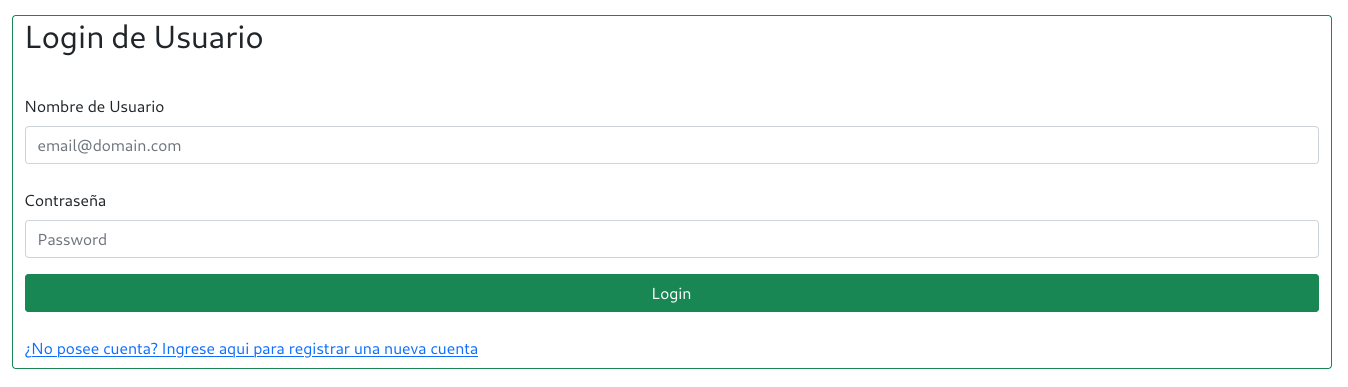 Login de Usuario
Nombre de Usuario
email@domain.com
Contraseña
Password
Login
¿No posee cuenta? Ingrese aqui para registrar una nueva cuenta